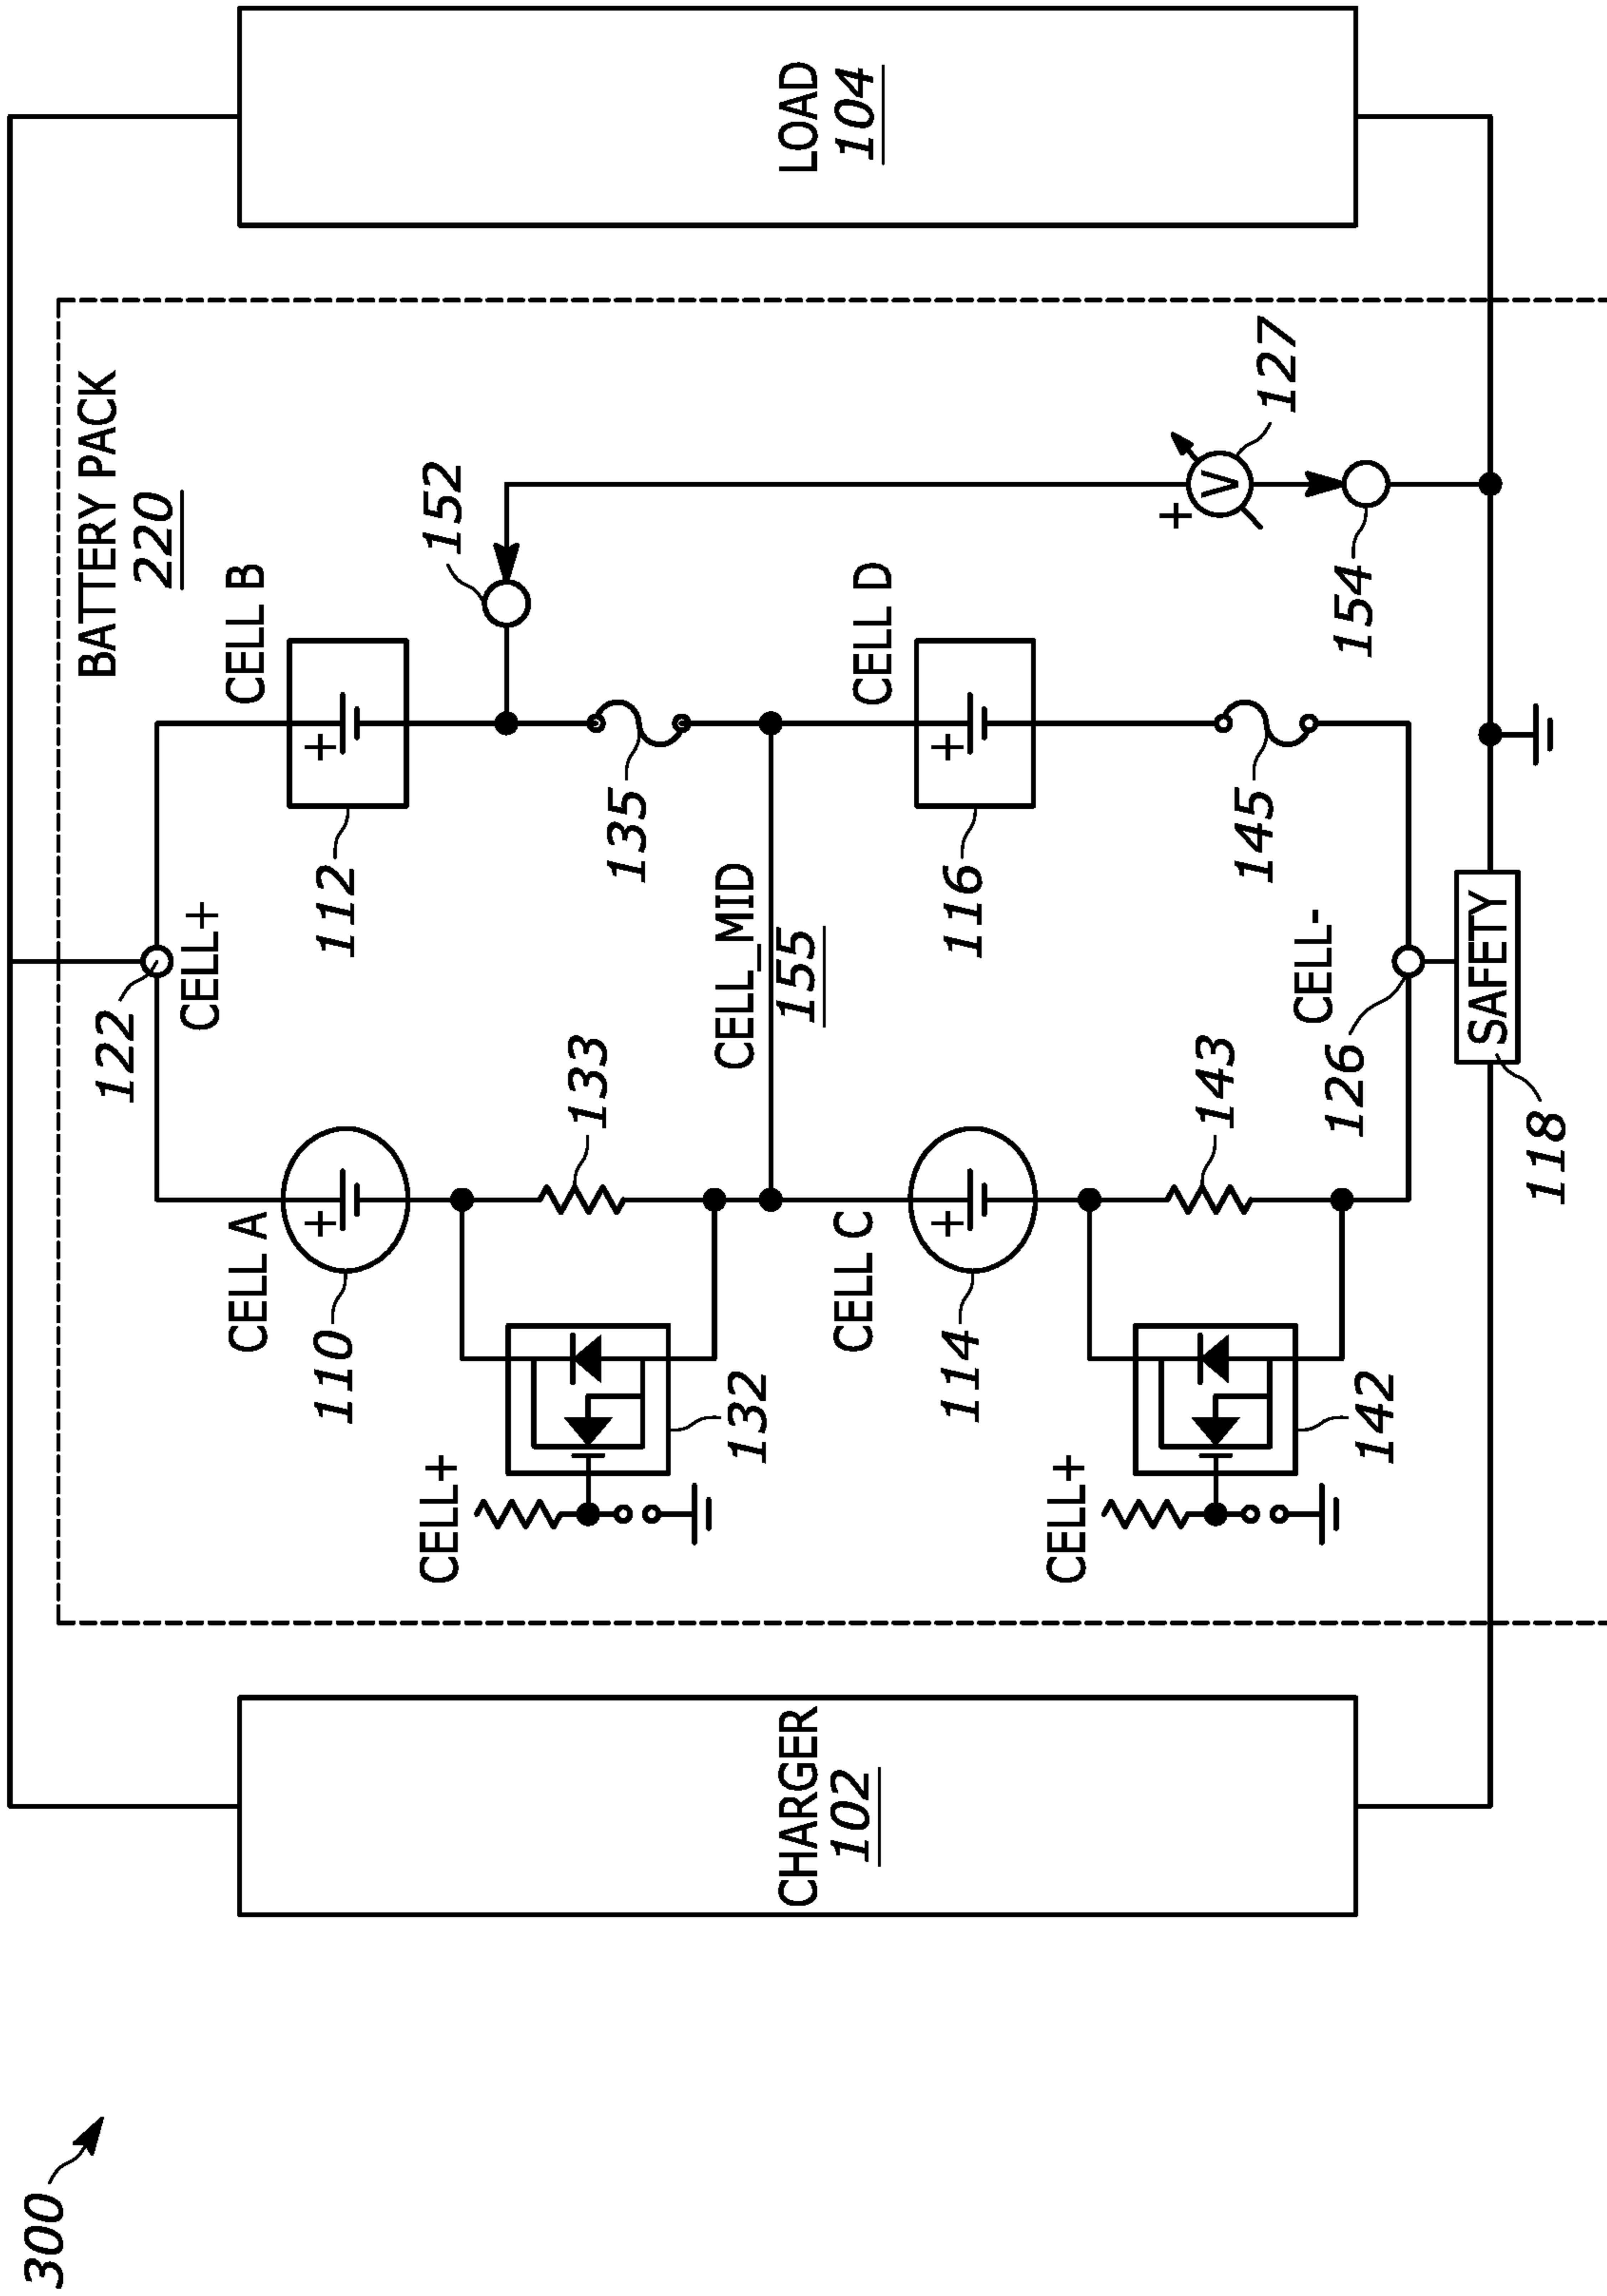 300
CHARGER
102
BATTERY PACK
220
LOAD
104
122
CELL+
CELL A
110
+
CELL B
112
+
152
CELL+
132
133
135
CELL_MID
155
CELL C
114
+
CELL D
116
+
CELL+
142
143
145
+
V
127
154
CELL-
126
SAFETY
118